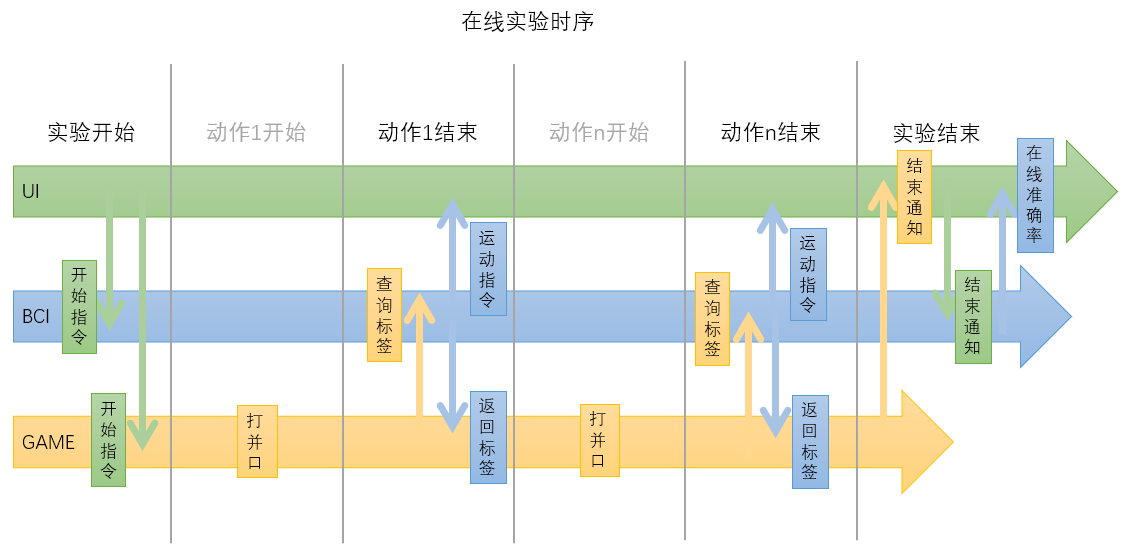 在线实验时序
实验开始
动作1开始
动作1结束
动作n开始
动作n结束
实验结束
UI
结束通知
在线准确率
运动指令
运动指令
BCI
开始指令
查询标签
查询标签
结束通知
GAME
开始指令
打并口
返回标签
打并口
返回标签